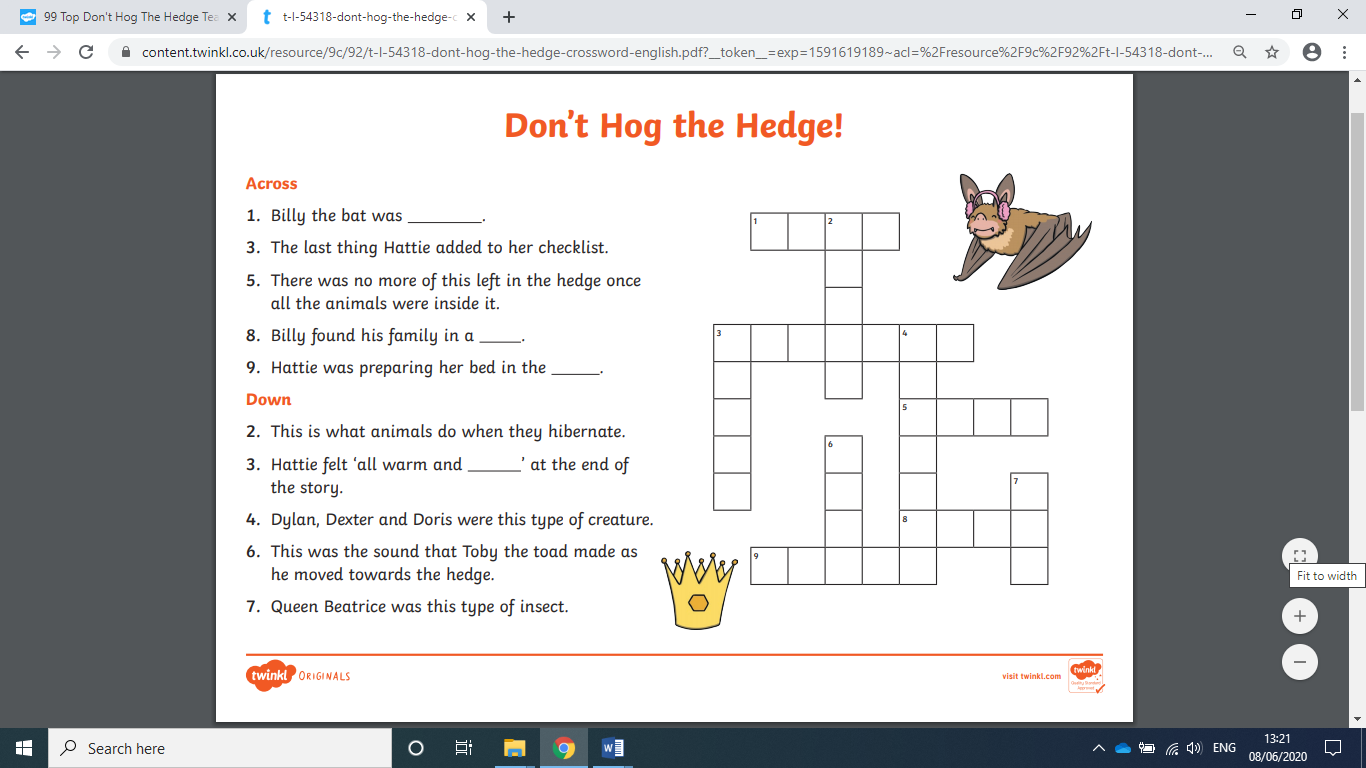 99 Top Don't Hog The Hedge Tea
t-l-54318-dont-hog-the-hedge-c
content.twinkl.co.uk/resource/9c/92/t-l-54318-dont-hog-the-hedge-crossword-english.pdf?__token__=exp=1591619189~acl=%2Fresource%2F9c%2F92%2Ft-l-54318-dont-...
Don't Hog the Hedge!
Across
1. Billy the bat was ________.
3. The last thing Hattie added to her checklist.
5. There was no more of this left in the hedge once
all the animals were inside it.
8. Billy found his family in a _____.
9. Hattie was preparing her bed in the _____.
Down
2. This is what animals do when they hibernate.
3. Hattie felt ‘all warm and ______’ at the end of
the story.
4. Dylan, Dexter and Doris were this type of creature.
6. This was the sound that Toby the toad made as
he moved towards the hedge.
7. Queen Beatrice was this type of insect.
1 2
3 4
5
6
7
8
9
Fit to width
twinkl ORIGINALS
visit twinkl.com
twinkl
Quality Standard
Approved
Search here
ENG
13:21
08/06/2020